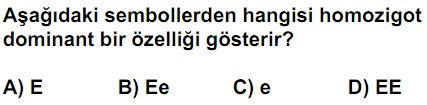 Aşağıdaki sembollerden hangisi homozigot
dominant bir özelliği gösterir?
A) E B) Ee C) e D) EE